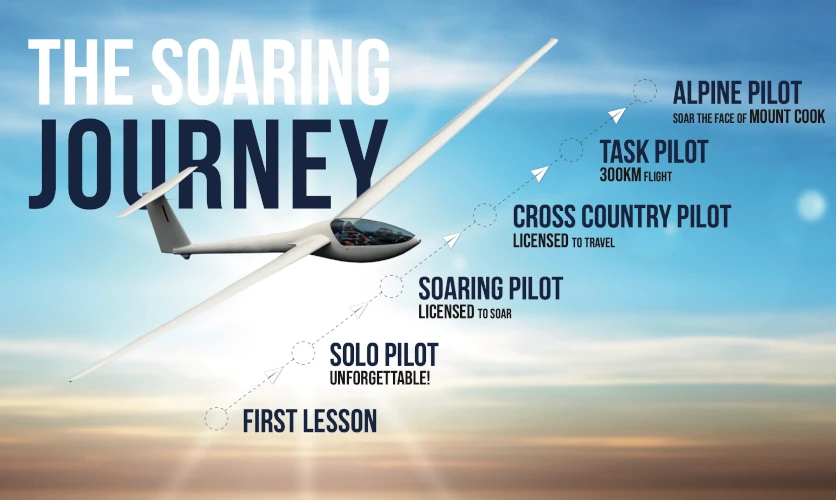 THE SOARING
JOURNEY
ALPINE PILOT
SOAR THE FACE OF MOUNT COOK
TASK PILOT
300KM FLIGHT
CROSS COUNTRY PILOT
LICENSED TO TRAVEL
SOARING PILOT
LICENSED TO SOAR
SOLO PILOT
UNFORGETTABLE!
FIRST LESSON